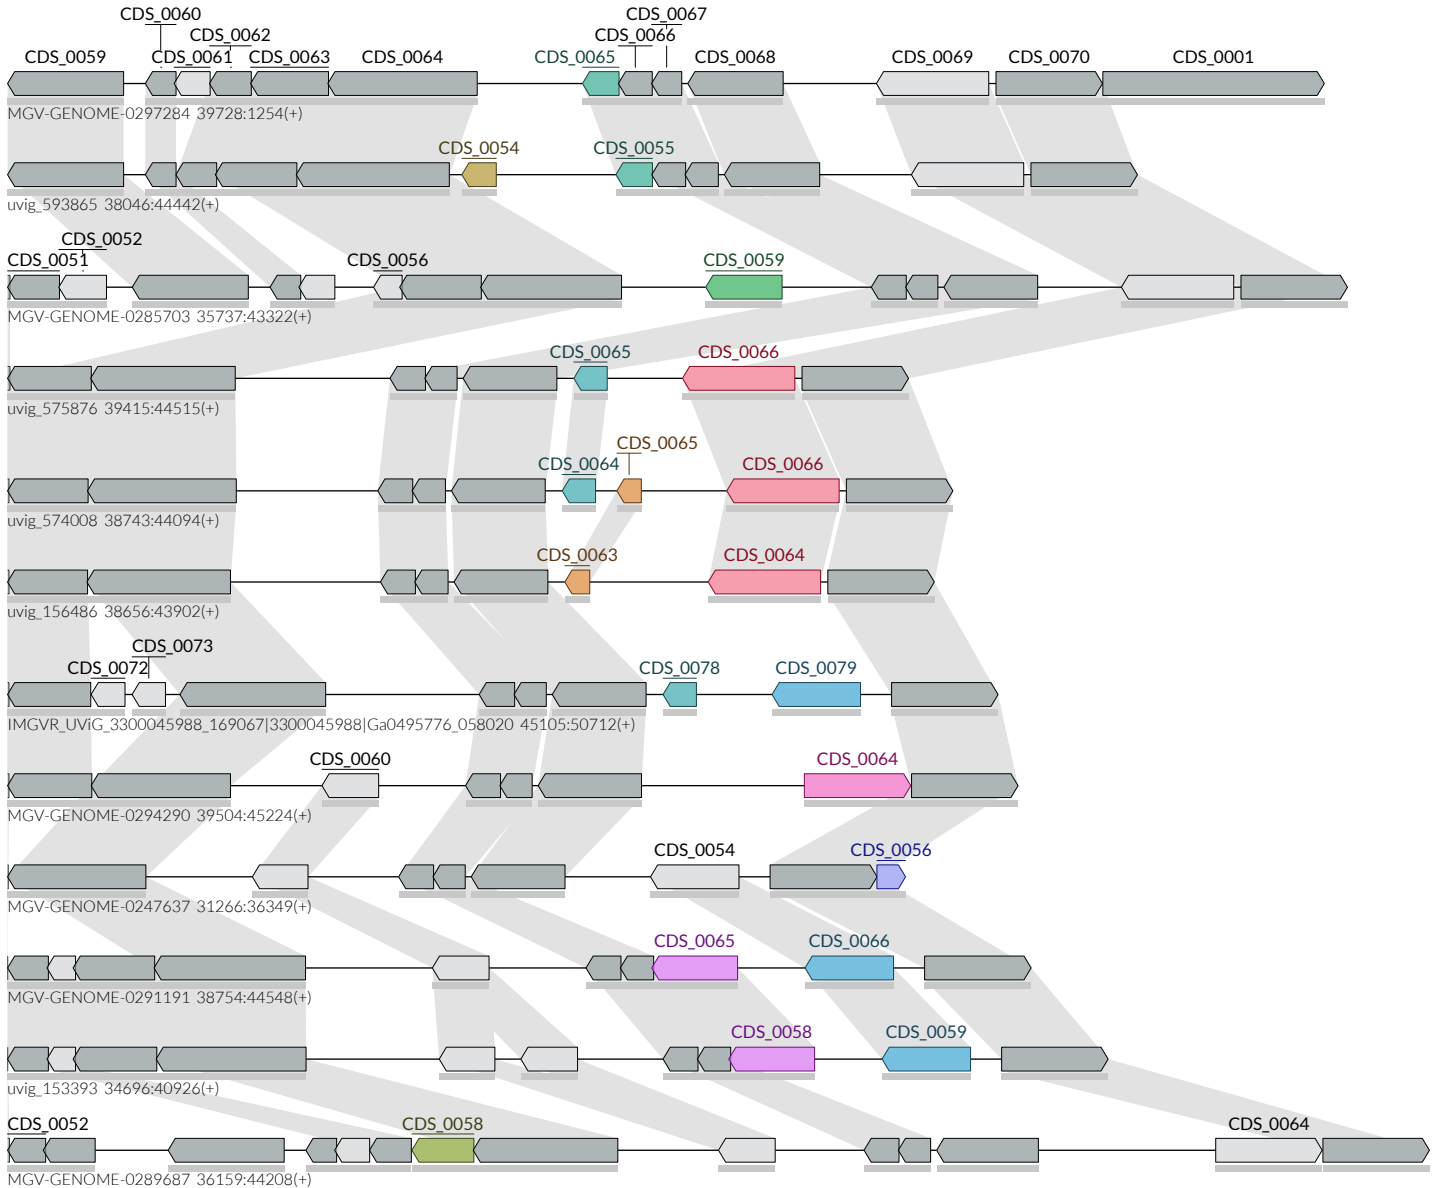 CDS_0060 CDS_0067
CDS_0062 CDS_0066
CDS_0059 CDS_0061 CDS_0063 CDS_0064 CDS_0065 CDS_0068 CDS_0069 CDS_0070 CDS_0001
MGV-GENOME-0297284 39728:1254(+)
CDS_0054 CDS_0055
uvig_593865 38046:44442(+)
CDS_0052
CDS_0051 CDS_0056 CDS_0059
MGV-GENOME-0285703 35737:43322(+)
CDS_0065 CDS_0066
uvig_575876 39415:44515(+)
CDS_0065
CDS_0064 CDS_0066
uvig_574008 38743:44094(+)
CDS_0063 CDS_0064
uvig_156486 38656:43902(+)
CDS_0073
CDS_0072 CDS_0078 CDS_0079
IMGVR_UViG_3300045988_169067|3300045988|Ga0495776_058020 45105:50712(+)
CDS_0060 CDS_0064
MGV-GENOME-0294290 39504:45224(+)
CDS_0054 CDS_0056
MGV-GENOME-0247637 31266:36349(+)
CDS_0065 CDS_0066
MGV-GENOME-0291191 38754:44548(+)
CDS_0058 CDS_0059
uvig_153393 34696:40926(+)
CDS_0052 CDS_0058 CDS_0064
MGV-GENOME-0289687 36159:44208(+)